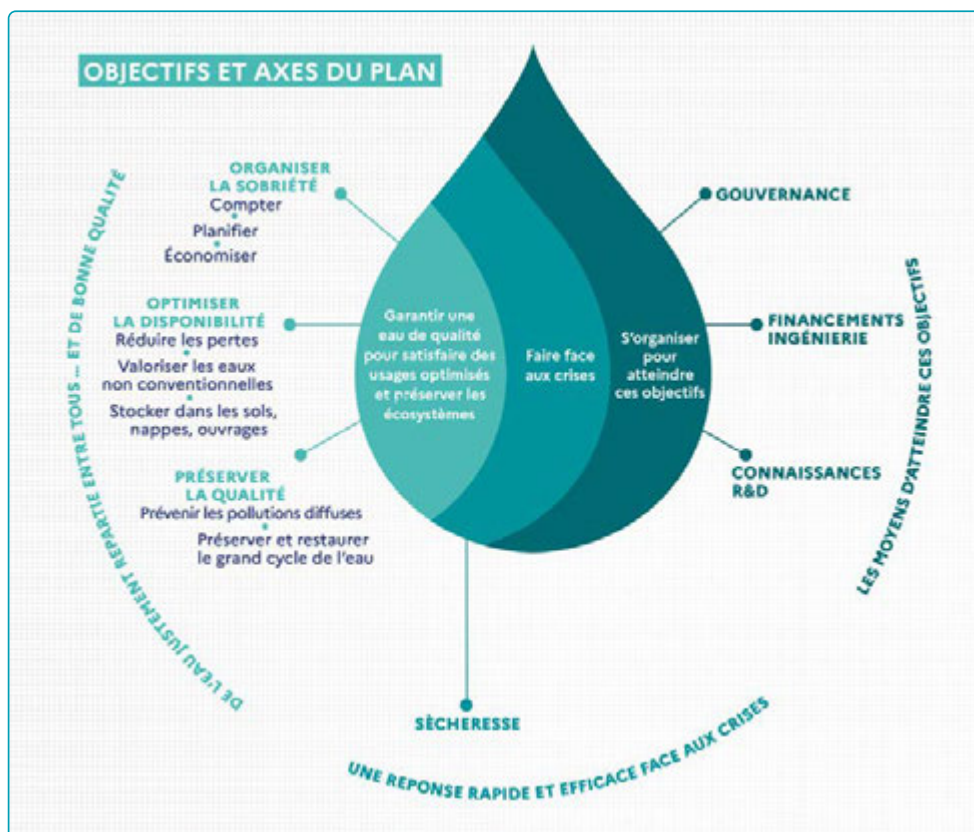 OBJECTIFS ET AXES DU PLAN
ORGANISER
LA SOBRIÉTÉ
Compter
Planifier
Économiser
OPTIMISER
LA DISPONIBILITÉ
Réduire les pertes
Valoriser les eaux
non conventionnelles
Stocker dans les sols,
nappes, ouvrages
PRÉSERVER
LA QUALITÉ
Prévenir les pollutions diffuses
Préserver et restaurer
le grand cycle de l'eau
DE L'EAU JUSTEMENT REPARTIE ENTRE TOUS ... ET DE BONNE QUALITÉ
Garantir une
eau de qualité
pour satisfaire des
usages optimisés
et préserver les
écosystèmes
Faire face
aux crises
S'organiser
pour
atteindre
ces objectifs
GOUVERNANCE
FINANCEMENTS
INGÉNIERIE
CONNAISSANCES
R&D
LES MOYENS D'ATTEINDRE CES OBJECTIFS
SÈCHERESSE
UNE REPONSE RAPIDE ET EFFICACE FACE AUX CRISES